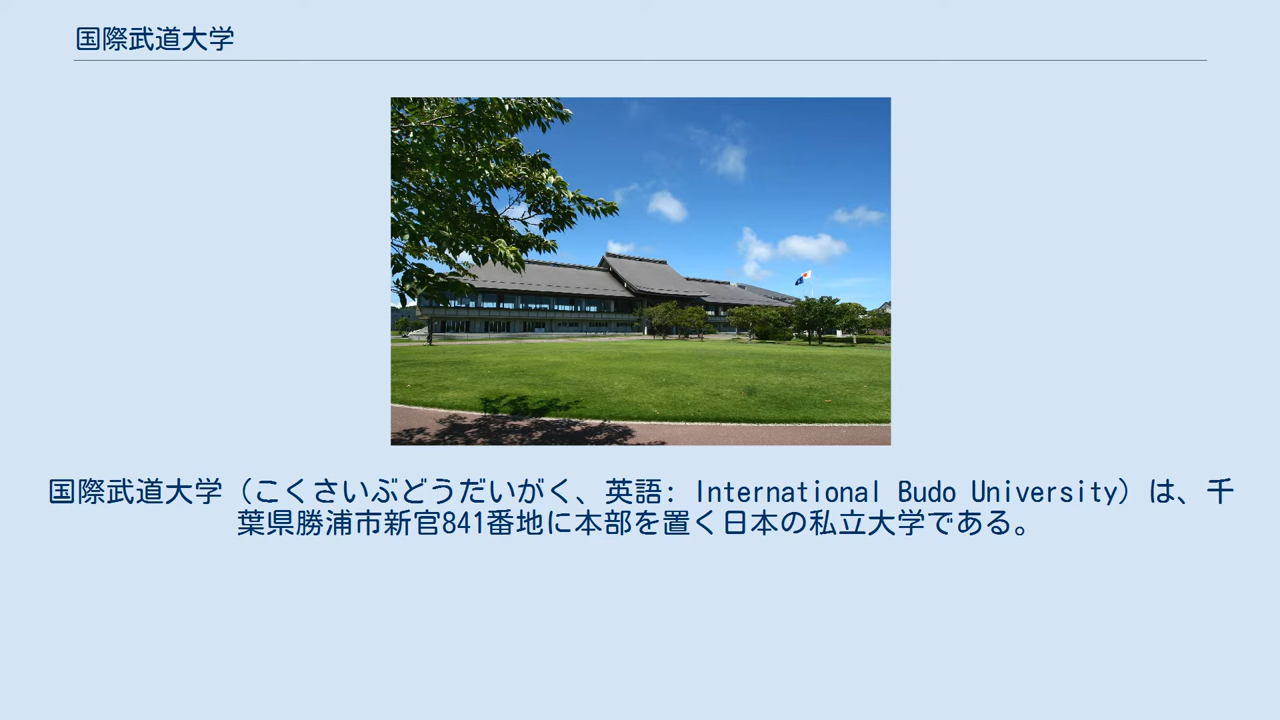 国際武道大学
国際武道大学（こくさいぶどうだいがく、英語: International Budo University）は、千
葉県勝浦市新官841番地に本部を置く日本の私立大学である。